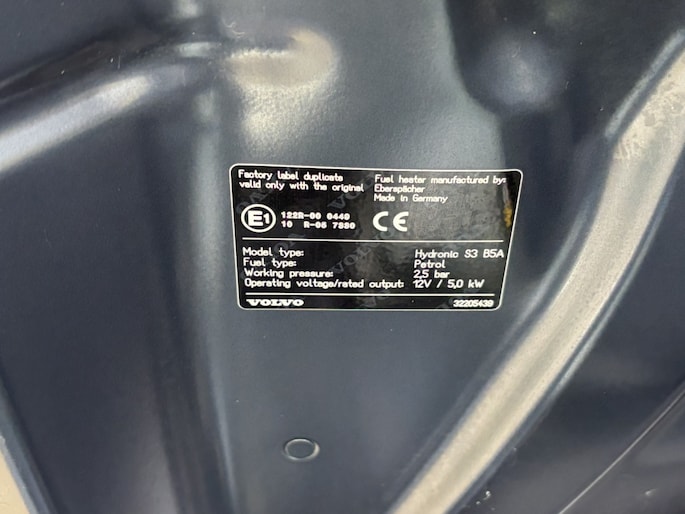 Factory label duplicate
valid only with the original
Fuel heater manufactured by:
Eberspächer
Made in Germany
E1
122R-00 0440
10 R-05 7990
CE
Model type: Hydronic S3 B5A
Fuel type: Petrol
Working pressure: 2,5 bar
Operating voltage/rated output: 12V / 5,0 kW
VOLVO 32205439